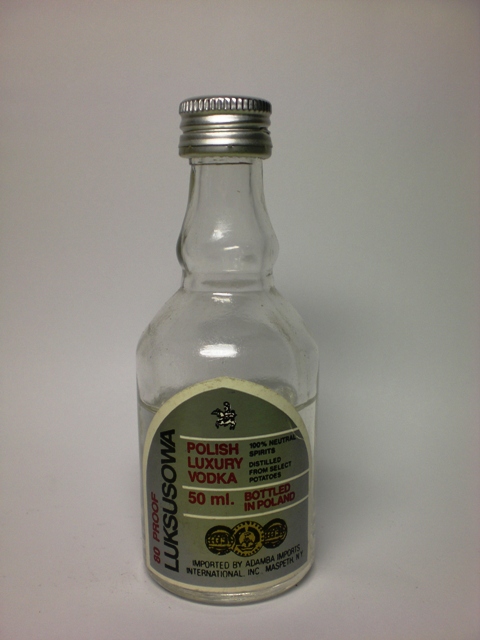 80 PROOF
LUKSUSOWA
POLISH
LUXURY
VODKA
100% NEUTRAL
SPIRITS
DISTILLED
FROM SELECT
POTATOES
50 ml.
BOTTLED
IN POLAND
IMPORTED BY ADAMBA IMPORTS
INTERNATIONAL, INC., MASPETH, N.Y.